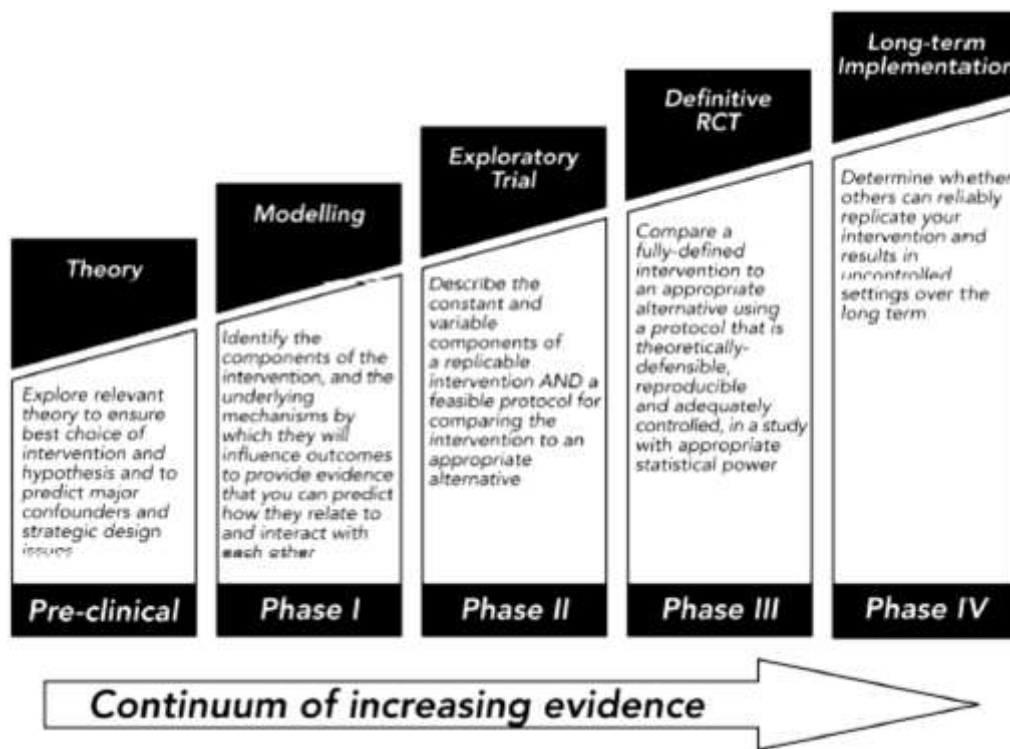 Theory
Explore relevant
theory to ensure
best choice of
intervention and
hypothesis and to
predict major
confounders and
strategic design
issues
Pre-clinical
Modelling
Identify the
components of the
intervention, and the
underlying
mechanisms by
which they will
influence outcomes
to provide evidence
that you can predict
how they relate to
and interact with
each other
Phase I
Exploratory
Trial
Describe the
constant and
variable
components of
a replicable
intervention AND a
feasible protocol for
comparing the
intervention to an
appropriate
alternative
Phase II
Definitive
RCT
Compare a
fully-defined
intervention to
an appropriate
alternative using
a protocol that is
theoretically-
defensible,
reproducible
and adequately
controlled, in a study
with appropriate
statistical power
Phase III
Long-term
Implementation
Determine whether
others can reliably
replicate your
intervention and
results in
uncontrolled
settings over the
long term
Phase IV
Continuum of increasing evidence